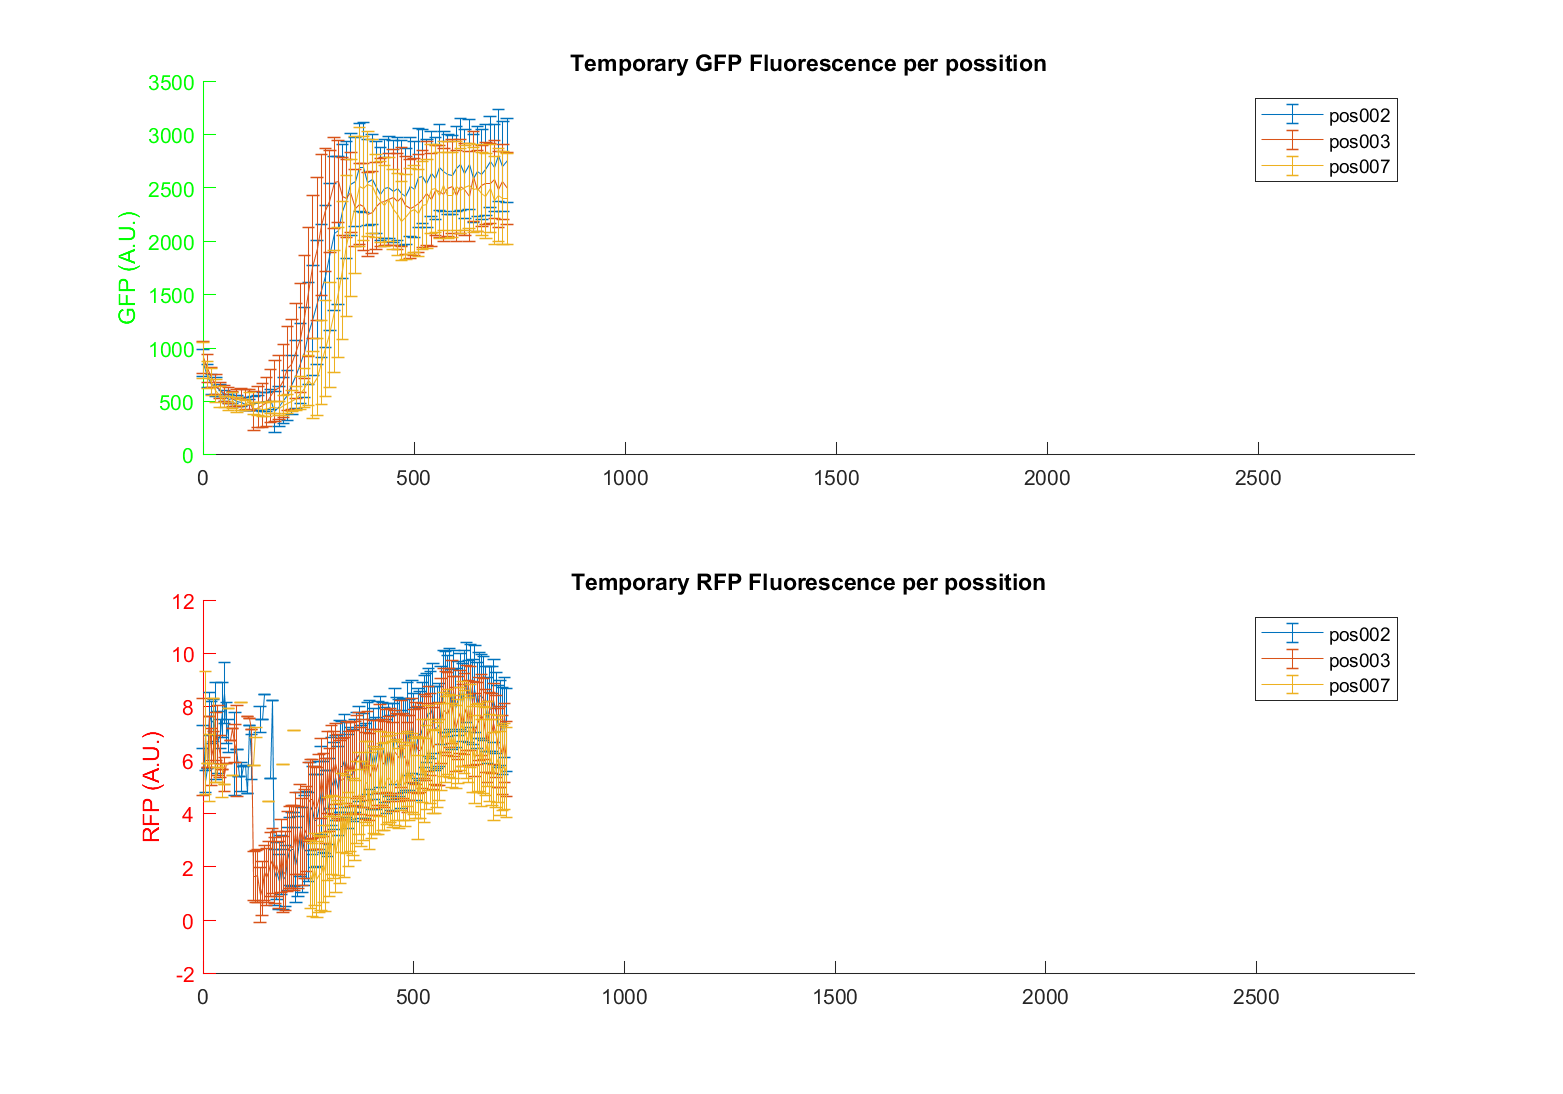 Temporary GFP Fluorescence per possition
GFP (A.U.)
3500
3000
2500
2000
1500
1000
500
0
0 500 1000 1500 2000 2500
pos002
pos003
pos007
Temporary RFP Fluorescence per possition
RFP (A.U.)
12
10
8
6
4
2
0
-2
0 500 1000 1500 2000 2500
pos002
pos003
pos007